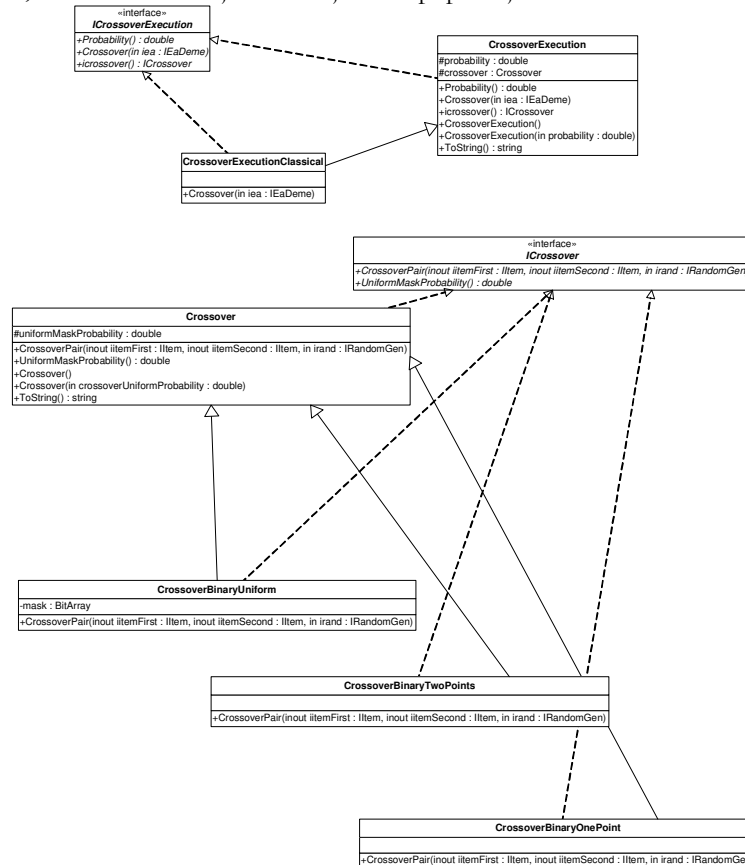 «interface»
ICrossoverExecution
+Probability() : double
+Crossover(in iea : IEaDeme)
+icrossover() : ICrossover
CrossoverExecution
#probability : double
#crossover : Crossover
+Probability() : double
+Crossover(in iea : IEaDeme)
+icrossover() : ICrossover
+CrossoverExecution()
+CrossoverExecution(in probability : double)
+ToString() : string
CrossoverExecutionClassical
+Crossover(in iea : IEaDeme)
«interface»
ICrossover
+CrossoverPair(inout iitemFirst : IItem, inout iitemSecond : IItem, in irand : IRandomGen
+UniformMaskProbability() : double
Crossover
#uniformMaskProbability : double
+CrossoverPair(inout iitemFirst : IItem, inout iitemSecond : IItem, in irand : IRandomGen)
+UniformMaskProbability() : double
+Crossover()
+Crossover(in crossoverUniformProbability : double)
+ToString() : string
CrossoverBinaryUniform
-mask : BitArray
+CrossoverPair(inout iitemFirst : IItem, inout iitemSecond : IItem, in irand : IRandomGen)
CrossoverBinaryTwoPoints
+CrossoverPair(inout iitemFirst : IItem, inout iitemSecond : IItem, in irand : IRandomGen)
CrossoverBinaryOnePoint
+CrossoverPair(inout iitemFirst : IItem, inout iitemSecond : IItem, in irand : IRandomGe